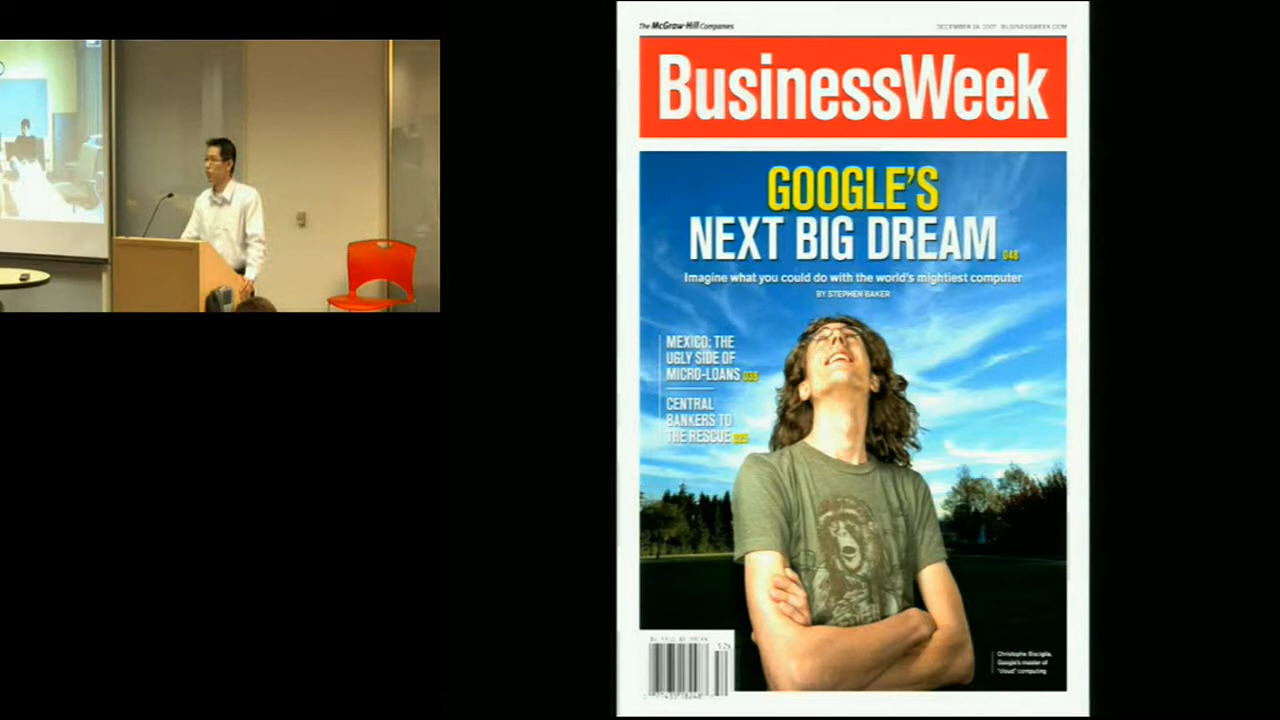 The McGraw·Hill Companies
DECEMBER 24, 2007 BUSINESSWEEK.COM
BusinessWeek
GOOGLE'S
NEXT BIG DREAM 048
Imagine what you could do with the world's mightiest computer
BY STEPHEN BAKER
MEXICO: THE
UGLY SIDE OF
MICRO-LOANS 038
CENTRAL
BANKERS TO
THE RESCUE 025
Christophe Bisciglia,
Google's master of
"cloud" computing